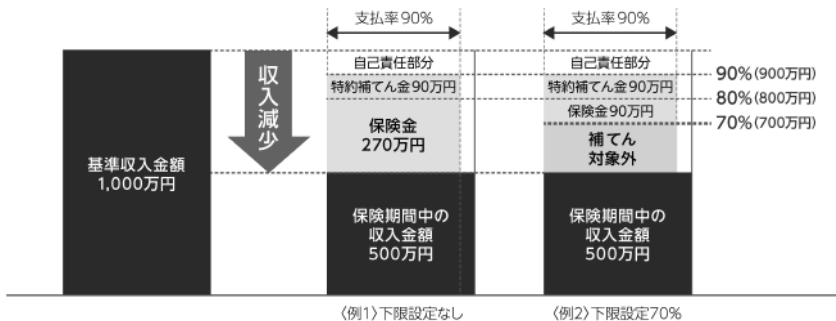 支払率90%
支払率90%
基準収入金額
1,000万円
収入減少
自己責任部分
特約補てん金90万円
保険金
270万円
保険期間中の
収入金額
500万円
自己責任部分
特約補てん金90万円
保険金90万円
補てん
対象外
保険期間中の
収入金額
500万円
90%(900万円)
80%(800万円)
70%(700万円)
〈例1〉下限設定なし
〈例2〉下限設定70%